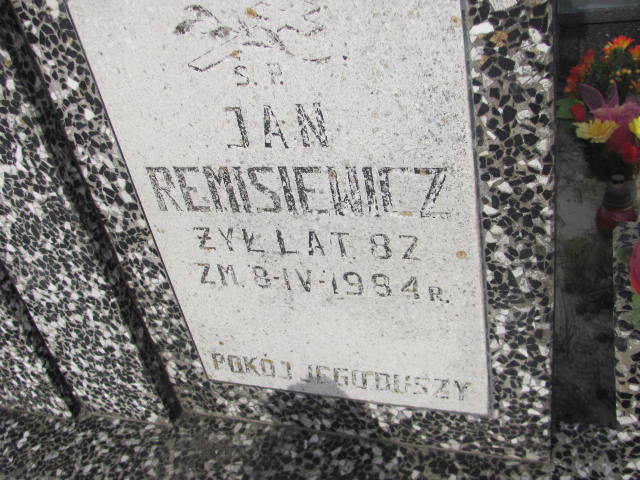 Ś. P.
JAN
REMISIEWICZ
ŻYŁ LAT 82
ZM. 8-IV-1984 R.
POKÓJ JEGO DUSZY